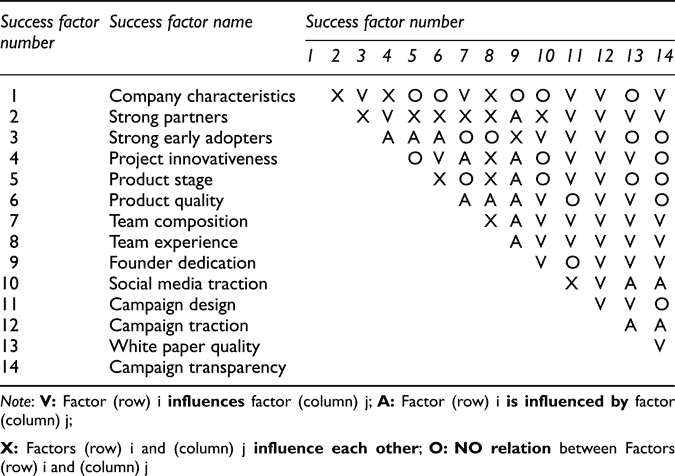 Success factor Success factor name Success factor number
number
1 2 3 4 5 6 7 8 9 10 11 12 13 14
1 Company characteristics X V X O O V X O O V V O V
2 Strong partners X V X X X X A X V V V V
3 Strong early adopters A A A O O X V V V O O
4 Project innovativeness O V A X A O V V V O
5 Product stage X O X A O V V O O
6 Product quality A A A V O V V O
7 Team composition X A V V V V V
8 Team experience A V V V V V
9 Founder dedication V O V V V
10 Social media traction X V A A
11 Campaign design V V O
12 Campaign traction A A
13 White paper quality V
14 Campaign transparency
Note: V: Factor (row) i influences factor (column) j; A: Factor (row) i is influenced by factor
(column) j;
X: Factors (row) i and (column) j influence each other; O: NO relation between Factors
(row) i and (column) j